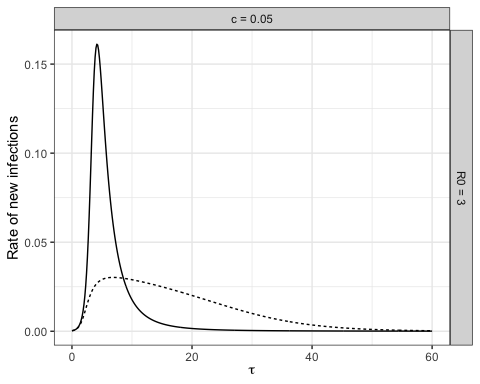 c = 0.05
R0 = 3
Rate of new infections
0.15
0.10
0.05
0.00
0
20
40
60
τ